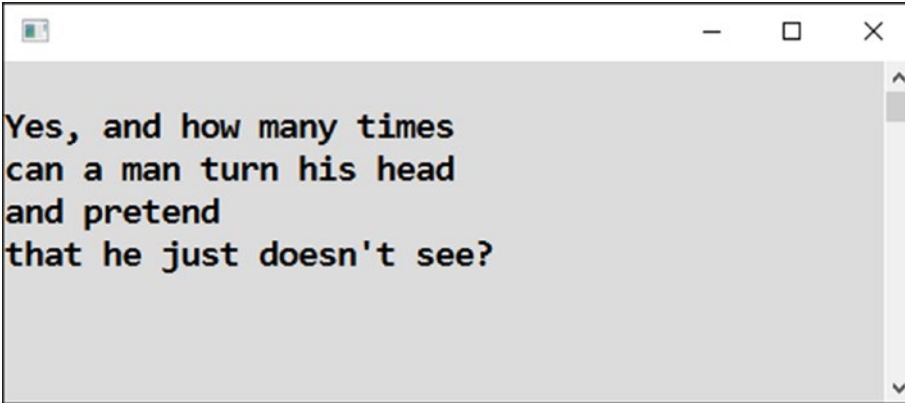 Yes, and how many times
can a man turn his head
and pretend
that he just doesn't see?